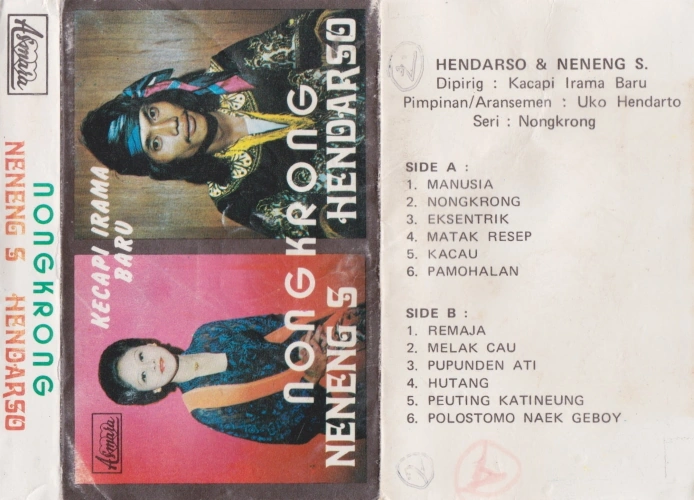 Asmara
NONGKRONG
NENENG S HENDARSO
KECAPI IRAMA
BARU
NONGKRONG
HENDARSO
NENENG S
Asmara
2
HENDARSO & NENENG S.
Dipirig : Kacapi Irama Baru
Pimpinan/Aransemen : Uko Hendarto
Seri : Nongkrong
SIDE A :
1. MANUSIA
2. NONGKRONG
3. EKSENTRIK
4. MATAK RESEP
5. KACAU
6. PAMOHALAN
SIDE B :
1. REMAJA
2. MELAK CAU
3. PUPUNDEN ATI
4. HUTANG
5. PEUTING KATINEUNG
6. POLOSTOMO NAEK GEBOY
2